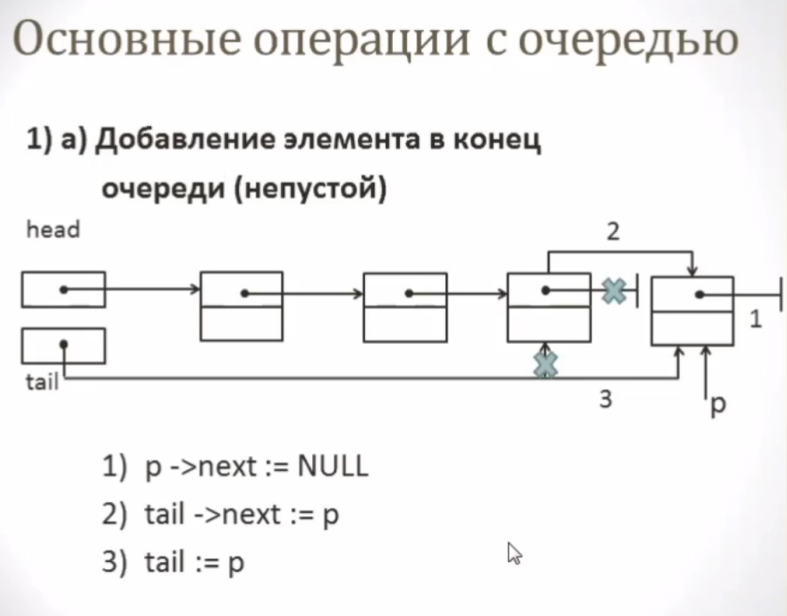 Основные операции с очередью
1) а) Добавление элемента в конец
очереди (непустой)
head
2
1
tail
3
p
1) p ->next := NULL
2) tail ->next := p
3) tail := p